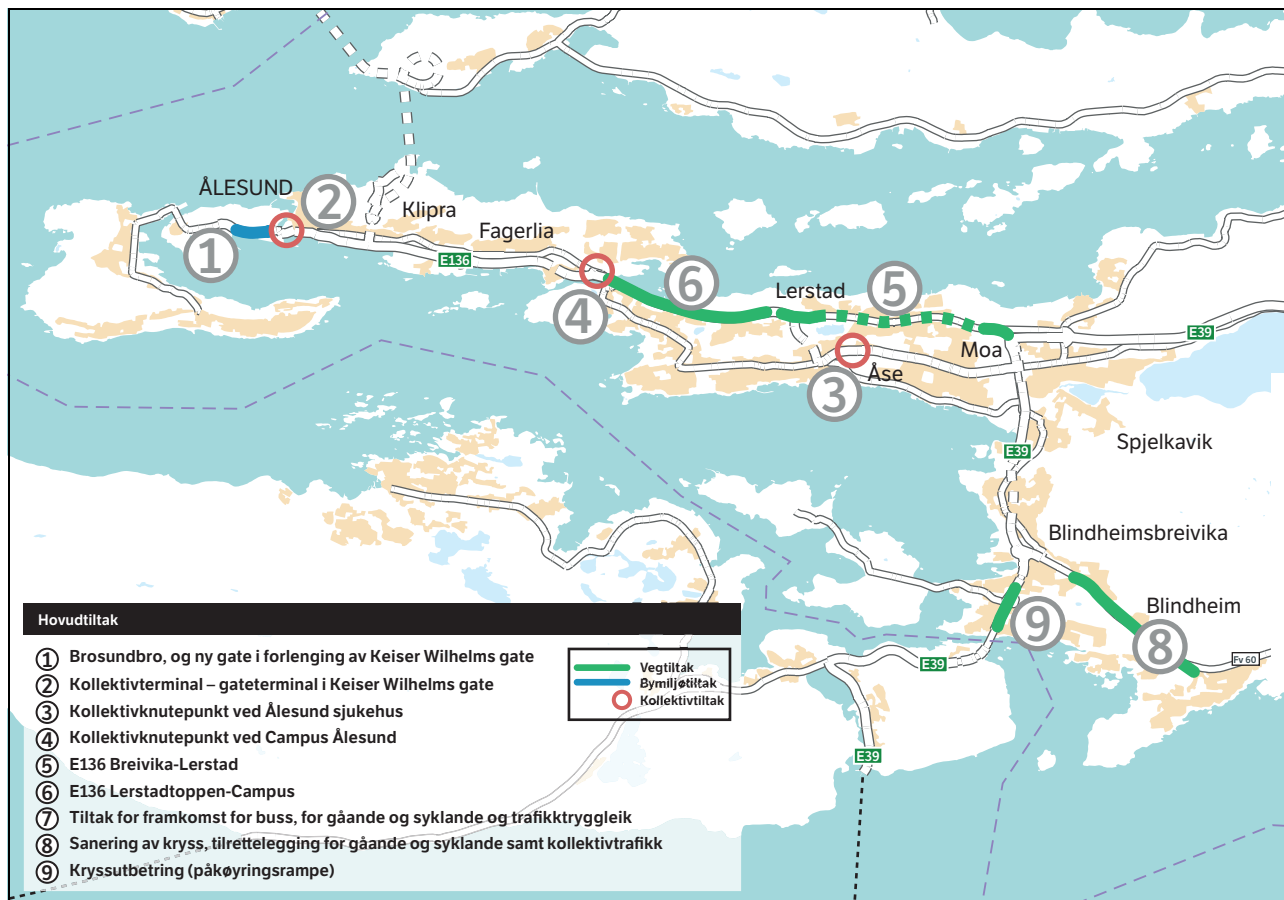 ÅLESUND
②
Klipra
Fagerlia
①
E136
⑥
Lerstad
⑤
④
E39
Moa
③
Åse
Spjelkavik
E39
Blindheimsbreivika
Blindheim
⑨
⑧
E39
Fv 60
E39
Hovudtiltak
① Brosundbro, og ny gate i forlenging av Keiser Wilhelms gate
② Kollektivterminal – gateterminal i Keiser Wilhelms gate
③ Kollektivknutepunkt ved Ålesund sjukehus
④ Kollektivknutepunkt ved Campus Ålesund
⑤ E136 Breivika-Lerstad
⑥ E136 Lerstadtoppen-Campus
⑦ Tiltak for framkomst for buss, for gåande og syklande og trafikktryggleik
⑧ Sanering av kryss, tilrettelegging for gåande og syklande samt kollektivtrafikk
⑨ Kryssutbetring (påkøyringsrampe)
Vegtiltak
Bymiljøtiltak
Kollektivtiltak